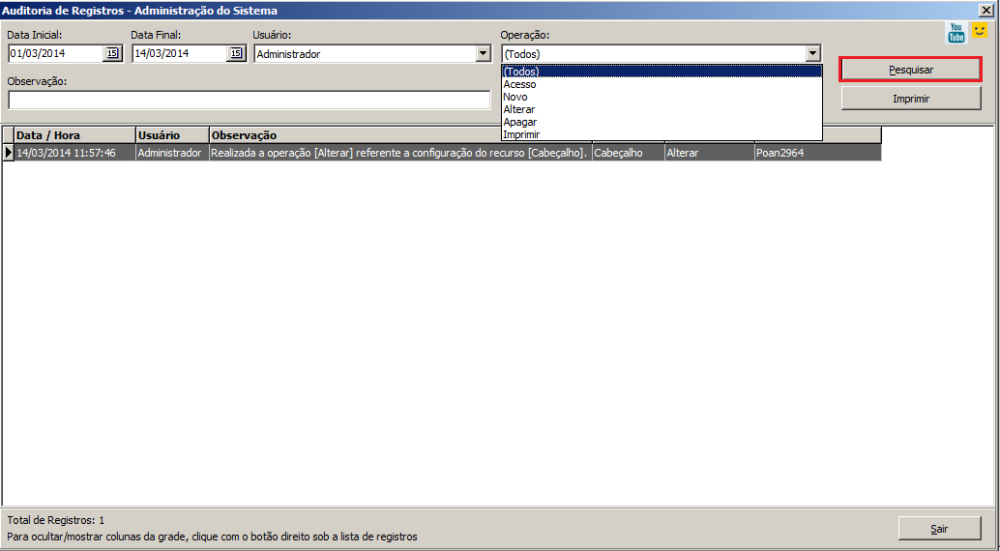 Auditoria de Registros - Administração do Sistema
Data Inicial: Data Final: Usuário: Operação:
01/03/2014 15 14/03/2014 15 Administrador (Todos)
You Tube
Pesquisar
Imprimir
(Todos)
Acesso
Novo
Alterar
Apagar
Imprimir
Observação:
Data / Hora Usuário Observação
14/03/2014 11:57:46 Administrador Realizada a operação [Alterar] referente a configuração do recurso [Cabeçalho]. Cabeçalho Alterar Poan2964
Total de Registros: 1
Para ocultar/mostrar colunas da grade, clique com o botão direito sob a lista de registros
Sair